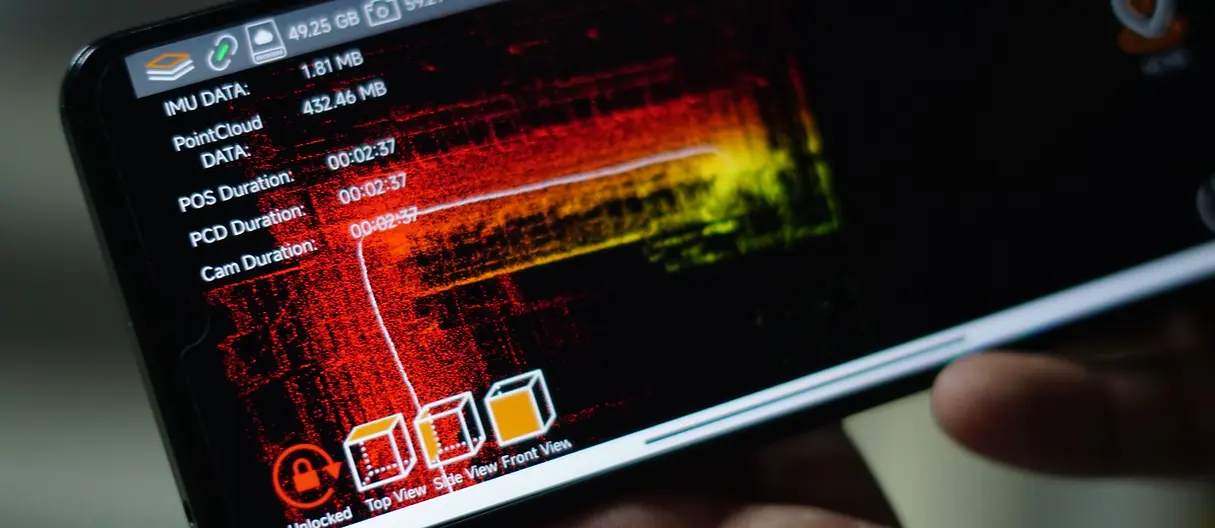 49.25 GB
IMU DATA: 1.81 MB
PointCloud DATA: 432.46 MB
POS Duration: 00:02:37
PCD Duration: 00:02:37
Cam Duration: 00:02:37
Unlocked
Top View
Side View
Front View